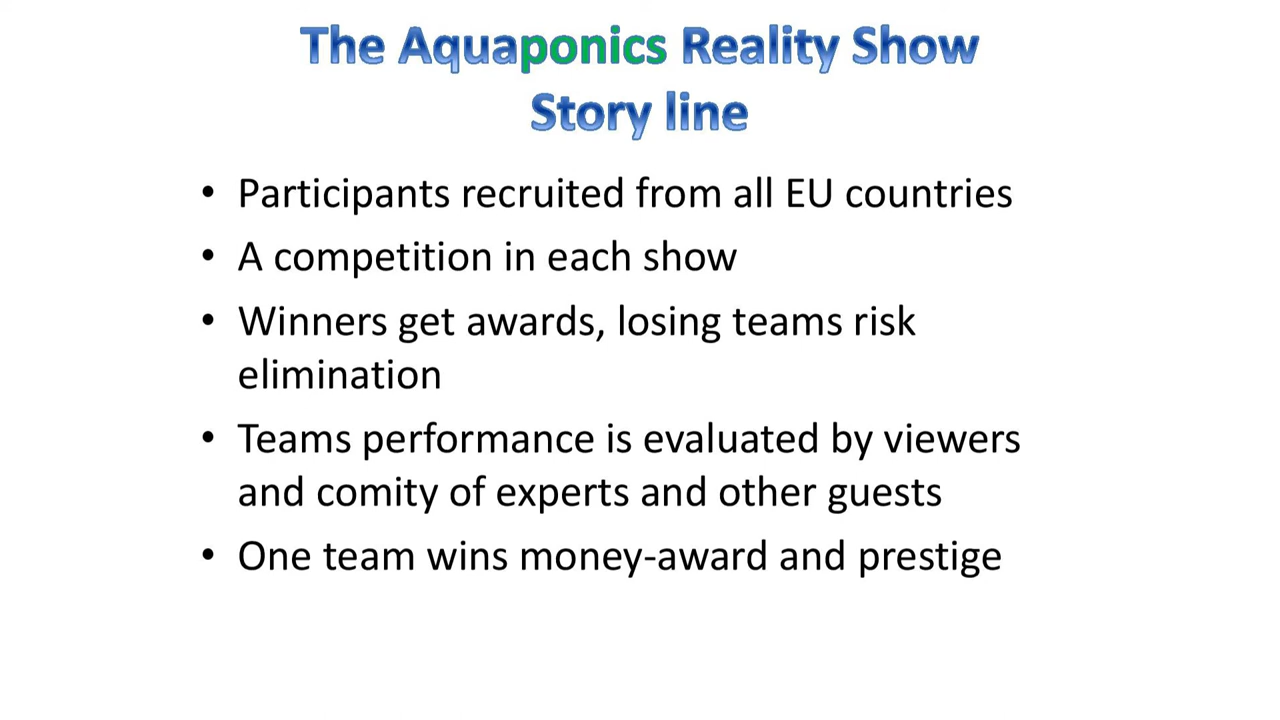 The Aquaponics Reality Show
Story line
• Participants recruited from all EU countries
• A competition in each show
• Winners get awards, losing teams risk
elimination
• Teams performance is evaluated by viewers
and comity of experts and other guests
• One team wins money-award and prestige